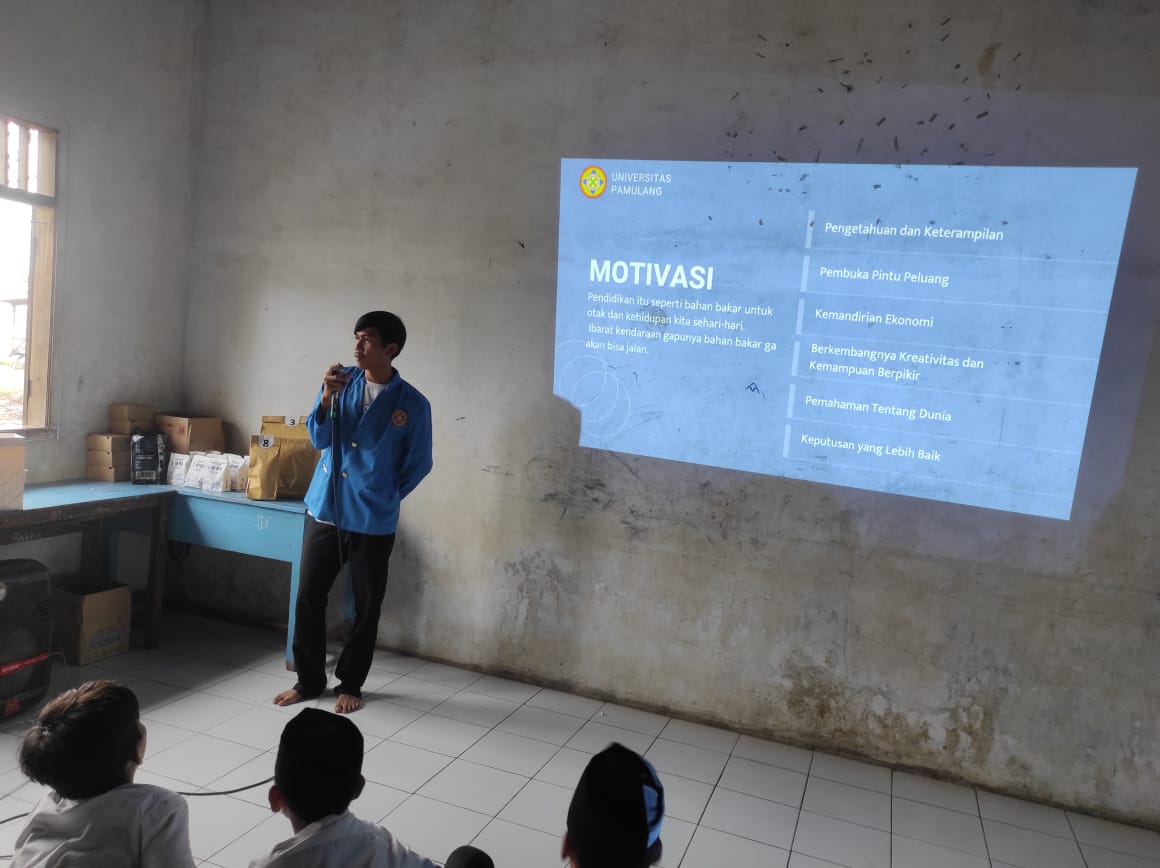 UNIVERSITAS
PAMULANG
MOTIVASI
Pendidikan itu seperti bahan bakar untuk
otak dan kehidupan kita sehari-hari.
Ibarat kendaraan gapunya bahan bakar ga
akan bisa jalan.
Pengetahuan dan Keterampilan
Pembuka Pintu Peluang
Kemandirian Ekonomi
Berkembangnya Kreativitas dan
Kemampuan Berpikir
Pemahaman Tentang Dunia
Keputusan yang Lebih Baik
3
8